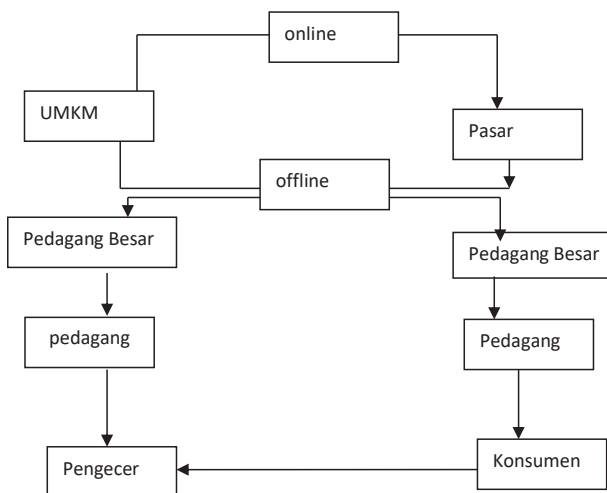 online
UMKM
Pasar
offline
Pedagang Besar
Pedagang Besar
pedagang
Pedagang
Pengecer
Konsumen